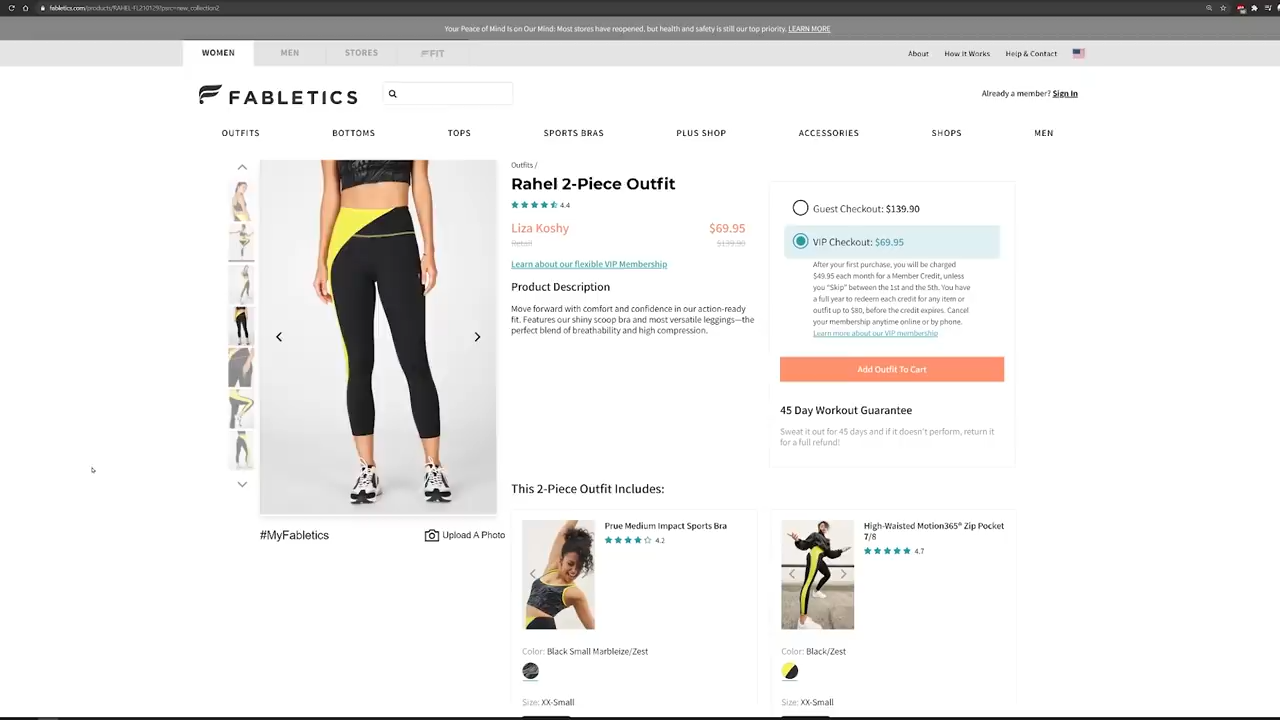 fabletics.com/products/RAHEL-FL210129?psrc=new_collection2
Your Peace of Mind Is on Our Mind: Most stores have reopened, but health and safety is still our top priority. LEARN MORE
WOMEN MEN STORES FIT
About How It Works Help & Contact
FABLETICS
Already a member? Sign In
OUTFITS BOTTOMS TOPS SPORTS BRAS PLUS SHOP ACCESSORIES SHOPS MEN
Outfits /
Rahel 2-Piece Outfit
4.4
Liza Koshy $69.95
Retail $139.90
Learn about our flexible VIP Membership
Product Description
Move forward with comfort and confidence in our action-ready
fit. Features our shiny scoop bra and most versatile leggings—the
perfect blend of breathability and high compression.
Guest Checkout: $139.90
VIP Checkout: $69.95
After your first purchase, you will be charged
$49.95 each month for a Member Credit, unless
you "Skip" between the 1st and the 5th. You have
a full year to redeem each credit for any item or
outfit up to $80, before the credit expires. Cancel
your membership anytime online or by phone.
Learn more about our VIP membership
Add Outfit To Cart
45 Day Workout Guarantee
Sweat it out for 45 days and if it doesn't perform, return it
for a full refund!
#MyFabletics Upload A Photo
This 2-Piece Outfit Includes:
Prue Medium Impact Sports Bra
4.2
Color: Black Small Marbleize/Zest
Size: XX-Small
High-Waisted Motion365® Zip Pocket
7/8
4.7
Color: Black/Zest
Size: XX-Small